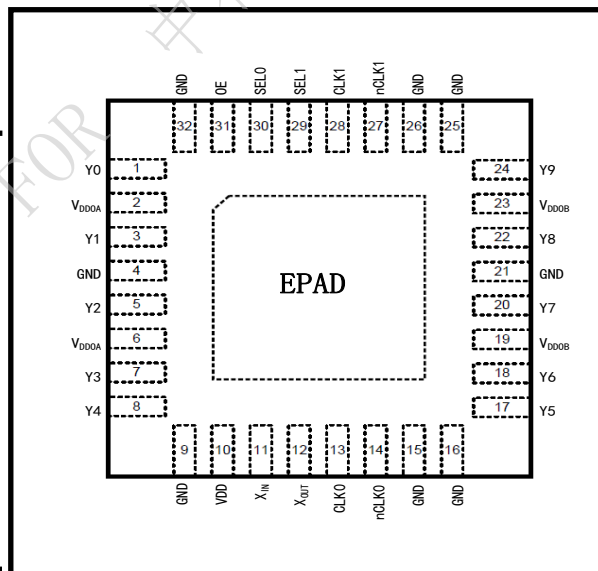 FOR 中
GND OE SEL0 SEL1 CLK1 nCLK1 GND GND
32 31 30 29 28 27 26 25
Y0 1 24 Y9
VDDOA 2 23 VDDOB
Y1 3 22 Y8
GND 4 21 GND
EPAD
Y2 5 20 Y7
VDDOA 6 19 VDDOB
Y3 7 18 Y6
Y4 8 17 Y5
9 10 11 12 13 14 15 16
GND VDD XIN XOUT CLK0 nCLK0 GND GND